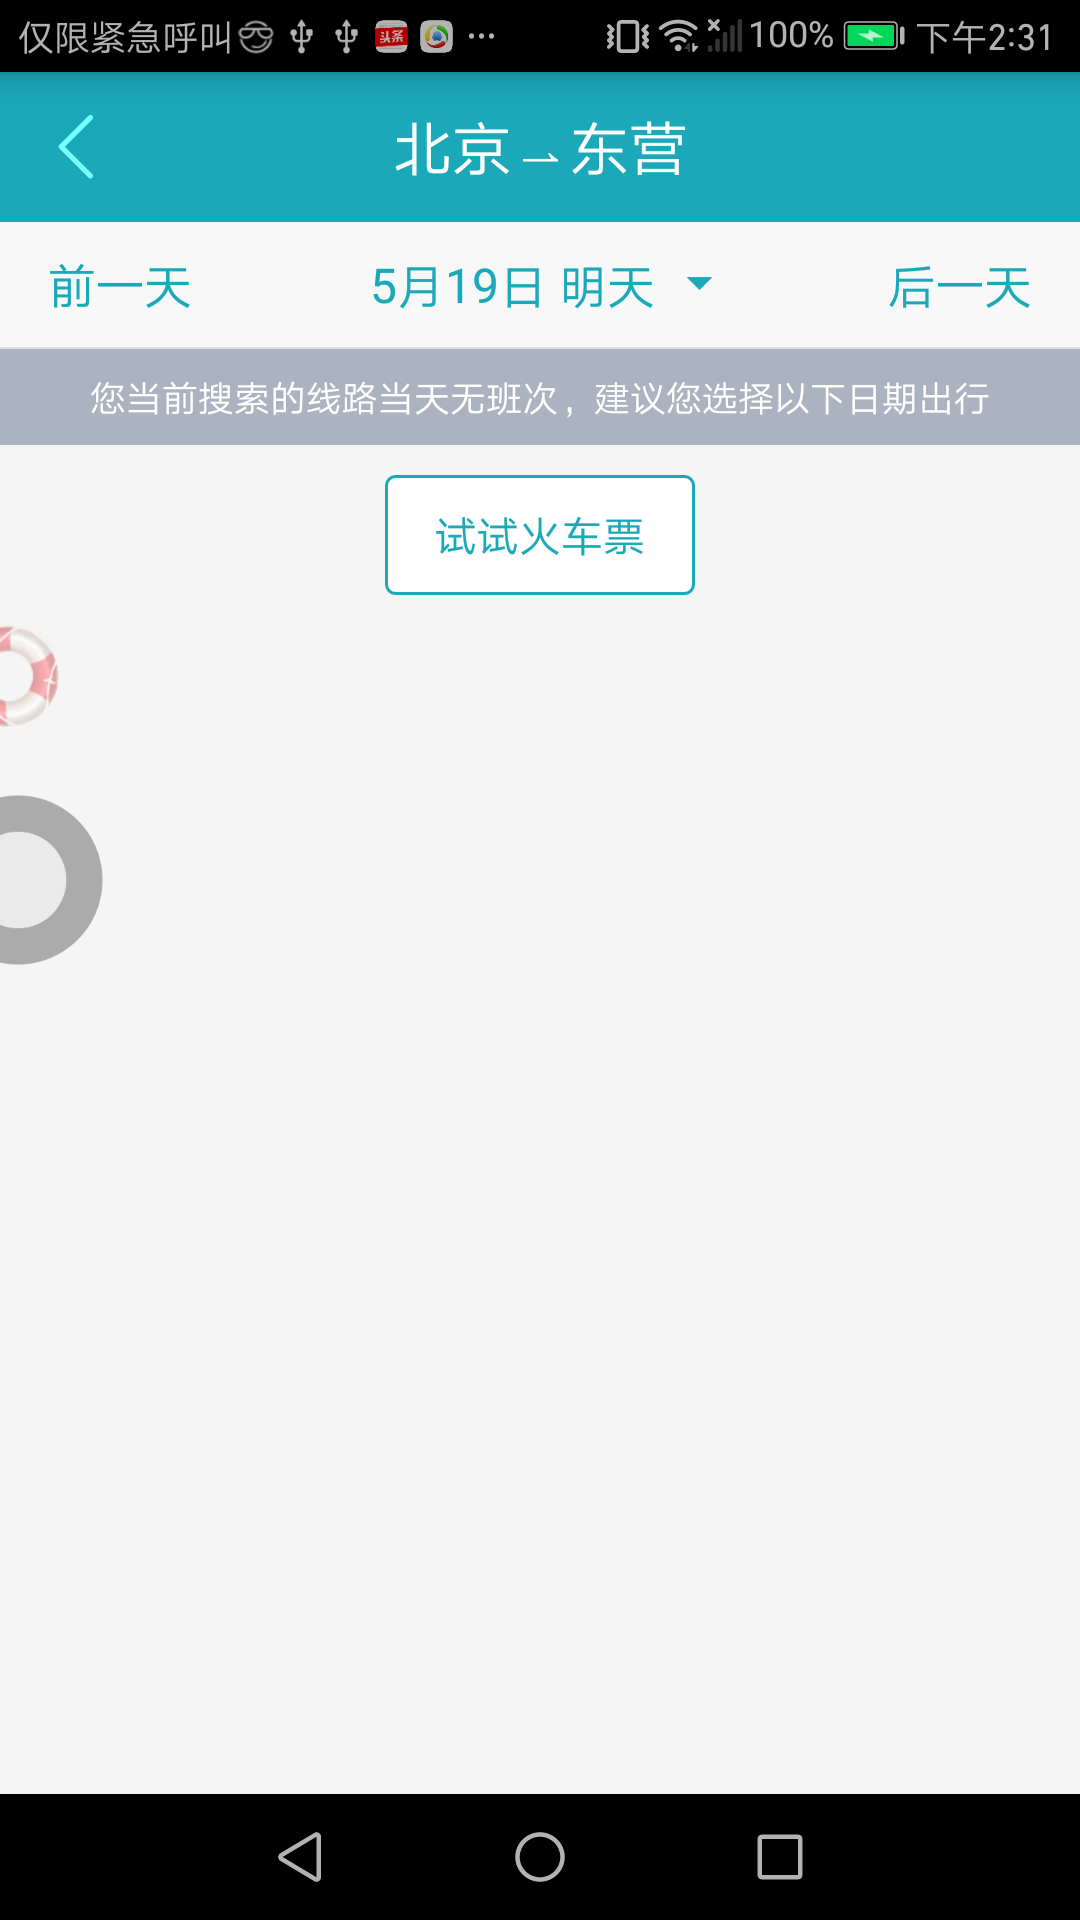 仅限紧急呼叫 头条 100% 下午2:31
北京⇀东营
前一天 5月19日 明天 后一天
您当前搜索的线路当天无班次，建议您选择以下日期出行
试试火车票